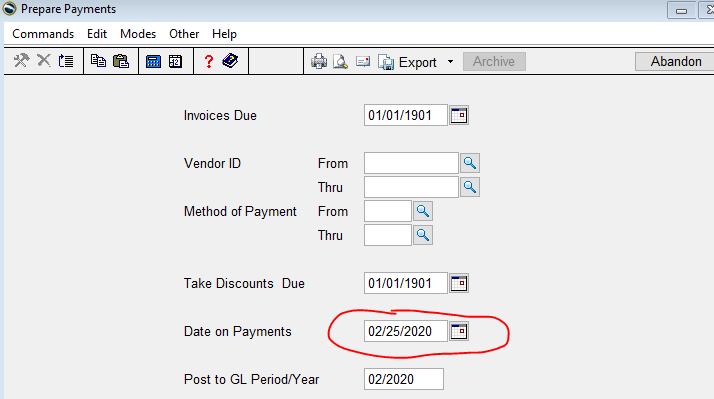 Prepare Payments
Commands Edit Modes Other Help
? Export Archive Abandon
Invoices Due 01/01/1901
Vendor ID From
Thru
Method of Payment From
Thru
Take Discounts Due 01/01/1901
Date on Payments 02/25/2020
Post to GL Period/Year 02/2020